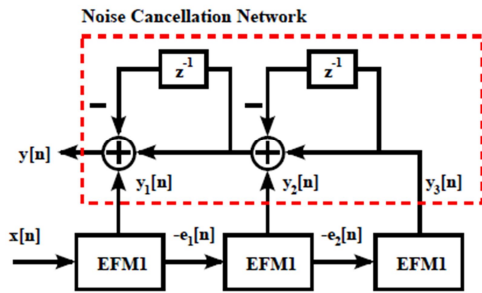 Noise Cancellation Network
z⁻¹
z⁻¹
−
−
+
+
y[n]
y₁[n]
y₂[n]
y₃[n]
x[n]
-e₁[n]
-e₂[n]
EFM1
EFM1
EFM1